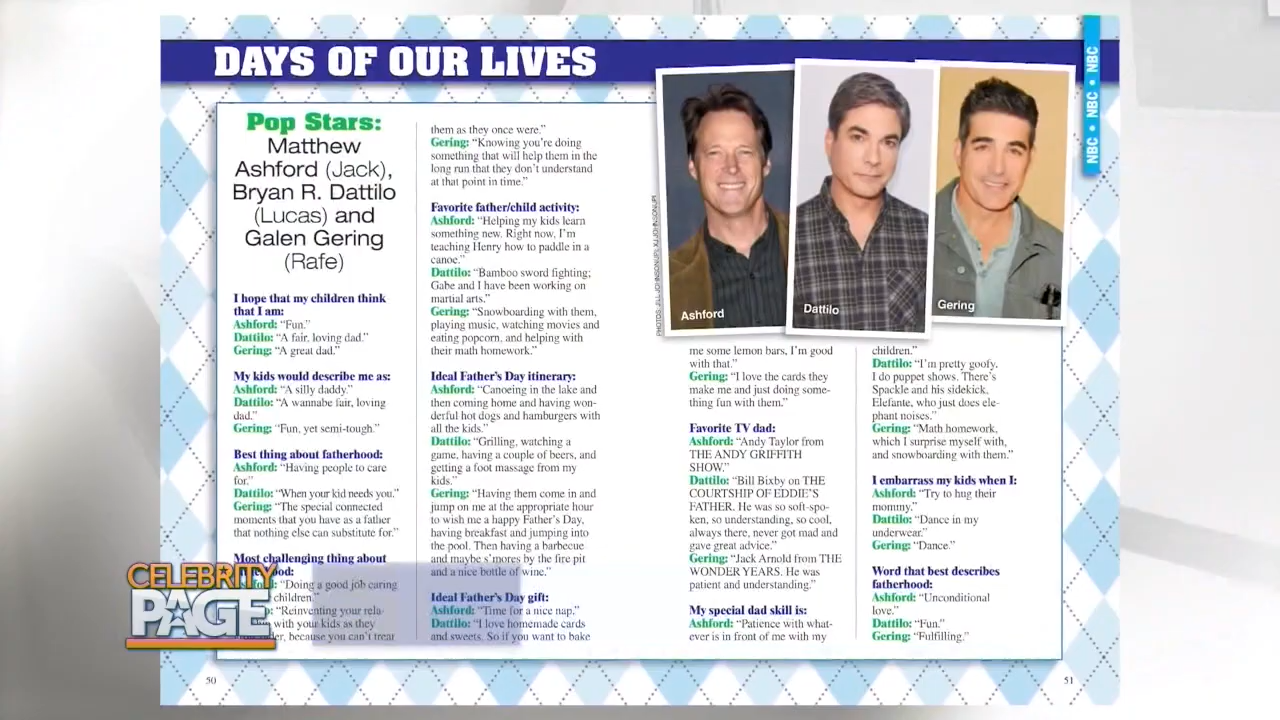 DAYS OF OUR LIVES
NBC • NBC • NBC
Pop Stars:
Matthew
Ashford (Jack),
Bryan R. Dattilo
(Lucas) and
Galen Gering
(Rafe)
I hope that my children think
that I am:
Ashford: “Fun.”
Dattilo: “A fair, loving dad.”
Gering: “A great dad.”
My kids would describe me as:
Ashford: “A silly daddy.”
Dattilo: “A wannabe fair, loving
dad.”
Gering: “Fun, yet semi-tough.”
Best thing about fatherhood:
Ashford: “Having people to care
for.”
Dattilo: “When your kid needs you.”
Gering: “The special connected
moments that you have as a father
that nothing else can substitute for.”
Most challenging thing about
“Doing a good job caring
children.”
“Reinventing your rela-
with your kids as they
because you can’t treat
them as they once were.”
Gering: “Knowing you’re doing
something that will help them in the
long run that they don’t understand
at that point in time.”
Favorite father/child activity:
Ashford: “Helping my kids learn
something new. Right now, I’m
teaching Henry how to paddle in a
canoe.”
Dattilo: “Bamboo sword fighting;
Gabe and I have been working on
martial arts.”
Gering: “Snowboarding with them,
playing music, watching movies and
eating popcorn, and helping with
their math homework.”
Ideal Father’s Day itinerary:
Ashford: “Canoeing in the lake and
then coming home and having won-
derful hot dogs and hamburgers with
all the kids.”
Dattilo: “Grilling, watching a
game, having a couple of beers, and
getting a foot massage from my
kids.”
Gering: “Having them come in and
jump on me at the appropriate hour
to wish me a happy Father’s Day,
having breakfast and jumping into
the pool. Then having a barbecue
and maybe s’mores by the fire pit
and a nice bottle of wine.”
Ideal Father’s Day gift:
Ashford: “Time for a nice nap.”
Dattilo: “I love homemade cards
and sweets. So if you want to bake
Ashford
Dattilo
Gering
me some lemon bars, I’m good
with that.”
Gering: “I love the cards they
make me and just doing some-
thing fun with them.”
Favorite TV dad:
Ashford: “Andy Taylor from
THE ANDY GRIFFITH
SHOW.”
Dattilo: “Bill Bixby on THE
COURTSHIP OF EDDIE’S
FATHER. He was so soft-spo-
ken, so understanding, so cool,
always there, never got mad and
gave great advice.”
Gering: “Jack Arnold from THE
WONDER YEARS. He was
patient and understanding.”
My special dad skill is:
Ashford: “Patience with what-
ever is in front of me with my
children.”
Dattilo: “I’m pretty goofy.
I do puppet shows. There’s
Spackle and his sidekick,
Elefante, who just does ele-
phant noises.”
Gering: “Math homework,
which I surprise myself with,
and snowboarding with them.”
I embarrass my kids when I:
Ashford: “Try to hug their
mommy.”
Dattilo: “Dance in my
underwear.”
Gering: “Dance.”
Word that best describes
fatherhood:
Ashford: “Unconditional
love.”
Dattilo: “Fun.”
Gering: “Fulfilling.”
CELEBRITY
PAGE
50
51